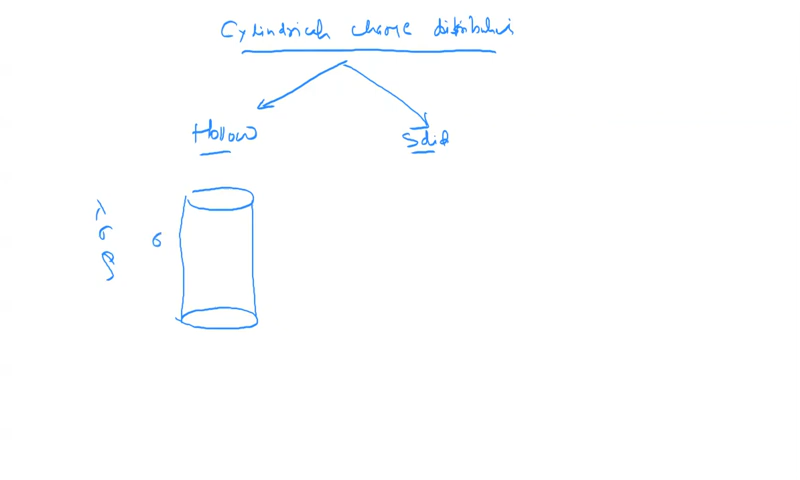 Cylindrical charge distribution
Hollow
Solid
λ
σ
σ
ρ